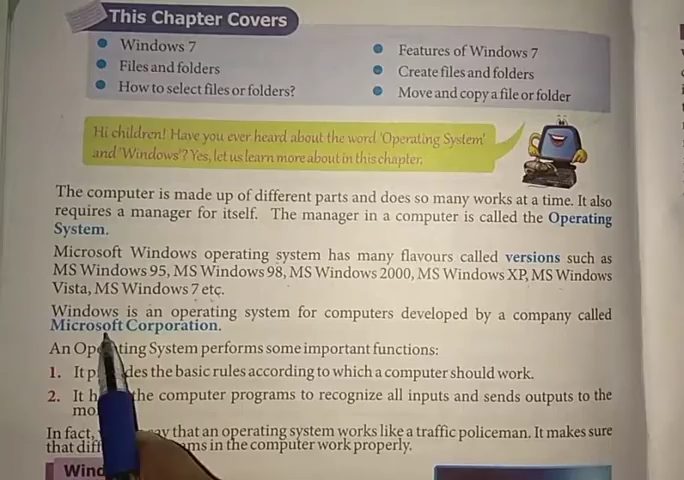 This Chapter Covers
Windows 7
Files and folders
How to select files or folders?
Features of Windows 7
Create files and folders
Move and copy a file or folder
Hi children! Have you ever heard about the word 'Operating System'
and 'Windows'? Yes, let us learn more about in this chapter.
The computer is made up of different parts and does so many works at a time. It also
requires a manager for itself. The manager in a computer is called the Operating
System.
Microsoft Windows operating system has many flavours called versions such as
MS Windows 95, MS Windows 98, MS Windows 2000, MS Windows XP, MS Windows
Vista, MS Windows 7 etc.
Windows is an operating system for computers developed by a company called
Microsoft Corporation.
An Op ting System performs some important functions:
1. It p des the basic rules according to which a computer should work.
2. It h the computer programs to recognize all inputs and sends outputs to the
mo
In fact, ay that an operating system works like a traffic policeman. It makes sure
that diff ms in the computer work properly.
Wind